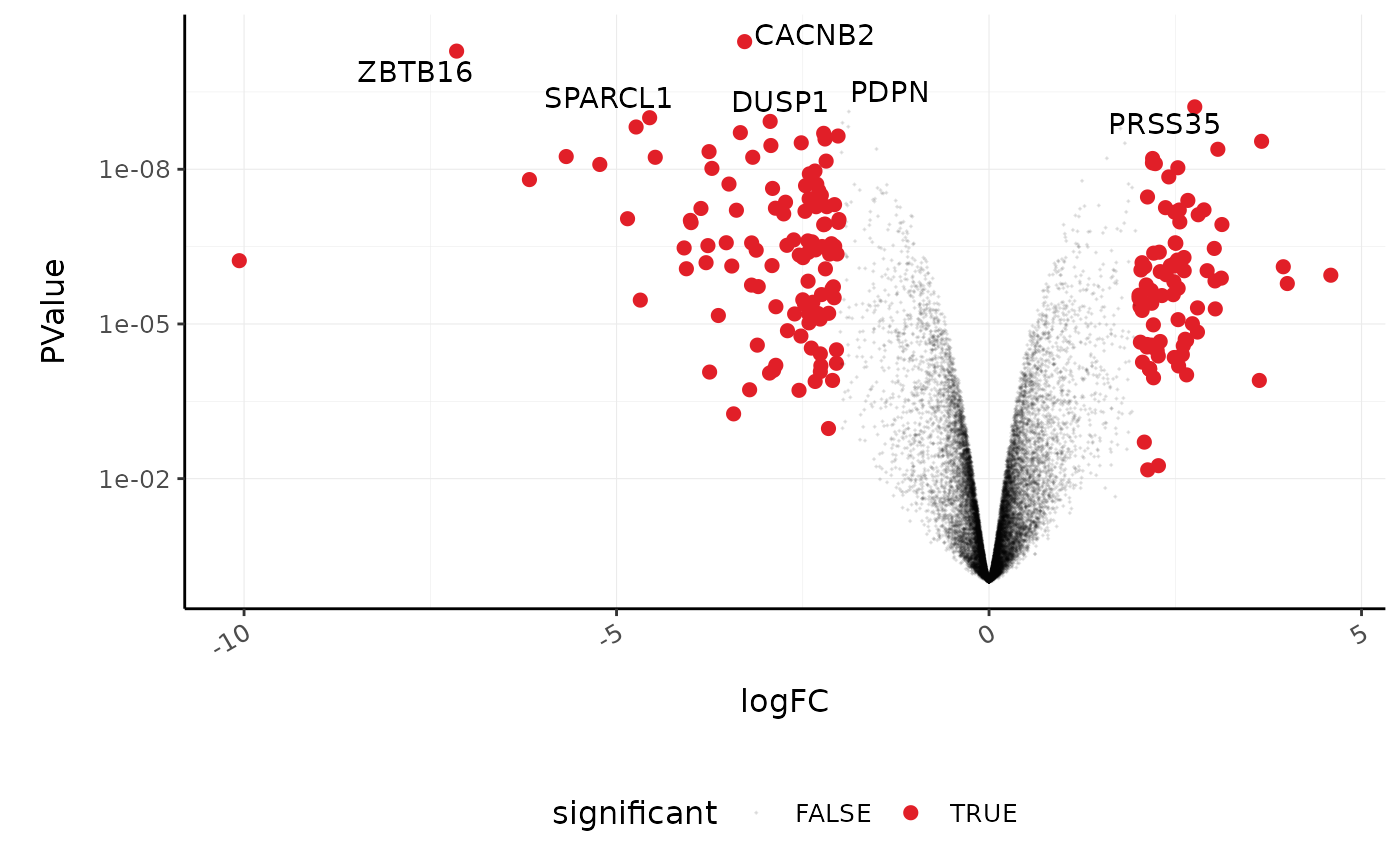 CACNB2
ZBTB16
SPARCL1
DUSP1
PDPN
PRSS35
1e-08
1e-05
1e-02
PValue
-10
-5
0
5
logFC
significant FALSE TRUE